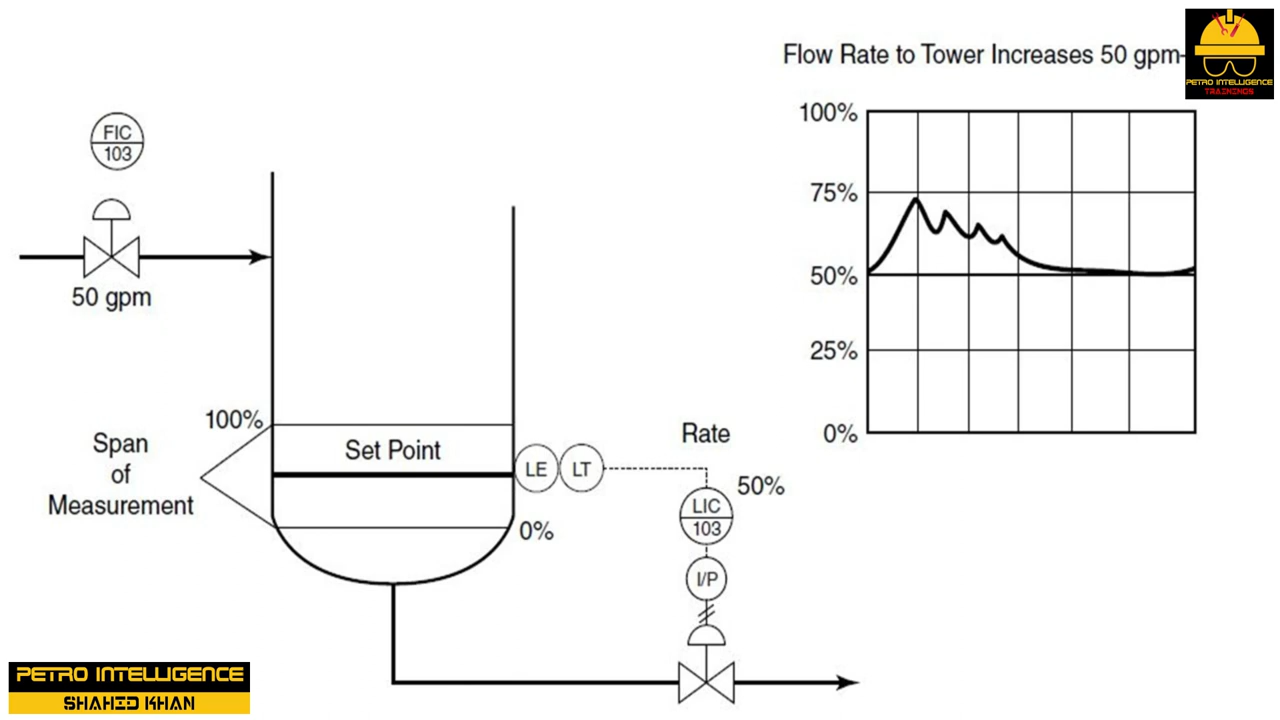 Flow Rate to Tower Increases 50 gpm
PETRO INTELLIGENCE
TRAININGS
FIC
103
50 gpm
100%
75%
50%
25%
0%
100%
Span
of
Measurement
Set Point
0%
LE
LT
Rate
50%
LIC
103
I/P
PETRO INTELLIGENCE
SHAHID KHAN